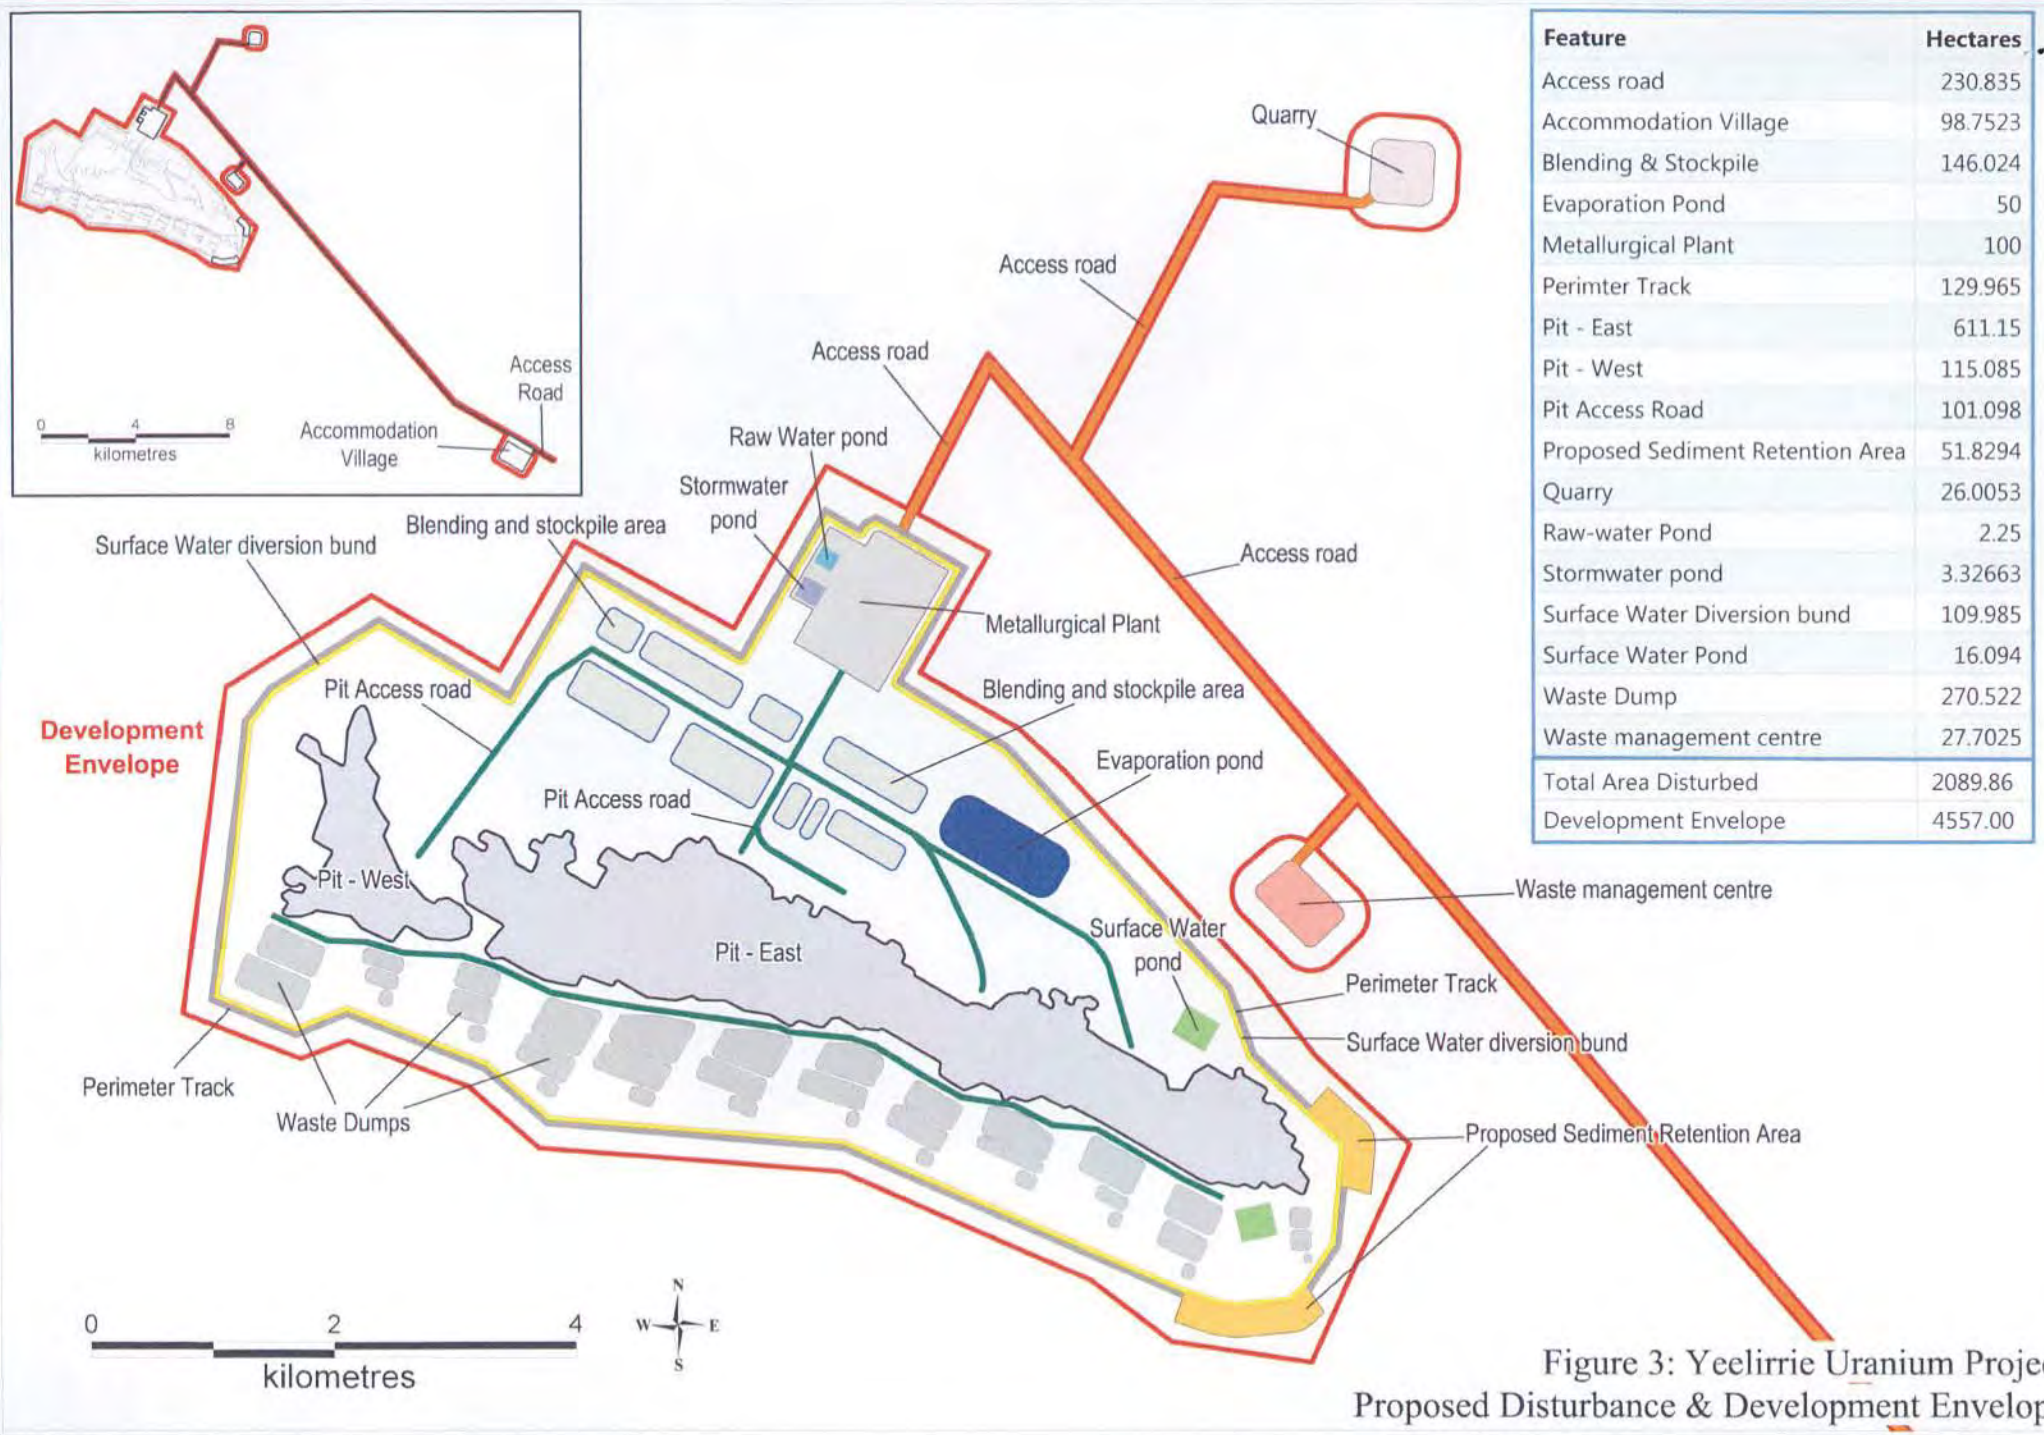 Feature Hectares
Access road 230.835
Accommodation Village 98.7523
Blending & Stockpile 146.024
Evaporation Pond 50
Metallurgical Plant 100
Perimter Track 129.965
Pit - East 611.15
Pit - West 115.085
Pit Access Road 101.098
Proposed Sediment Retention Area 51.8294
Quarry 26.0053
Raw-water Pond 2.25
Stormwater pond 3.32663
Surface Water Diversion bund 109.985
Surface Water Pond 16.094
Waste Dump 270.522
Waste management centre 27.7025
Total Area Disturbed 2089.86
Development Envelope 4557.00
Access
Road
Accommodation
Village
0 4 8
kilometres
Quarry
Access road
Access road
Raw Water pond
Stormwater
pond
Blending and stockpile area
Surface Water diversion bund
Access road
Metallurgical Plant
Pit Access road
Blending and stockpile area
Development
Envelope
Evaporation pond
Pit Access road
Pit - West
Waste management centre
Surface Water
pond
Pit - East
Perimeter Track
Surface Water diversion bund
Perimeter Track
Waste Dumps
Proposed Sediment Retention Area
0 2 4
kilometres
N
W E
S
Figure 3: Yeelirrie Uranium Proje
Proposed Disturbance & Development Envelop